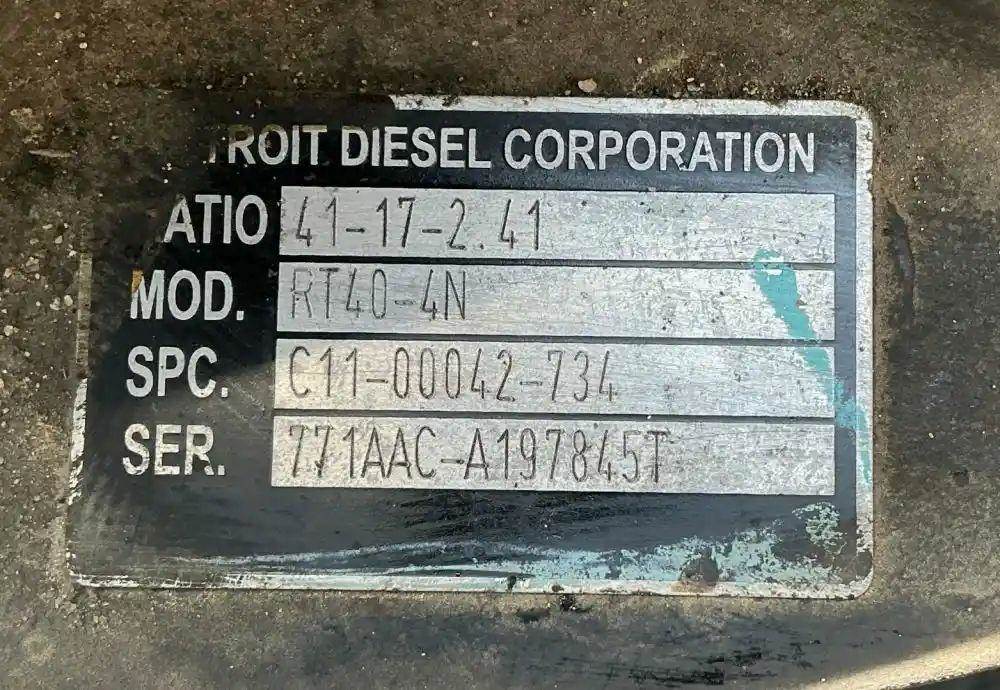 TROIT DIESEL CORPORATION
ATIO 41-17-2.41
MOD. RT40-4N
SPC. C11-00042-734
SER. 771AAC-A197845T